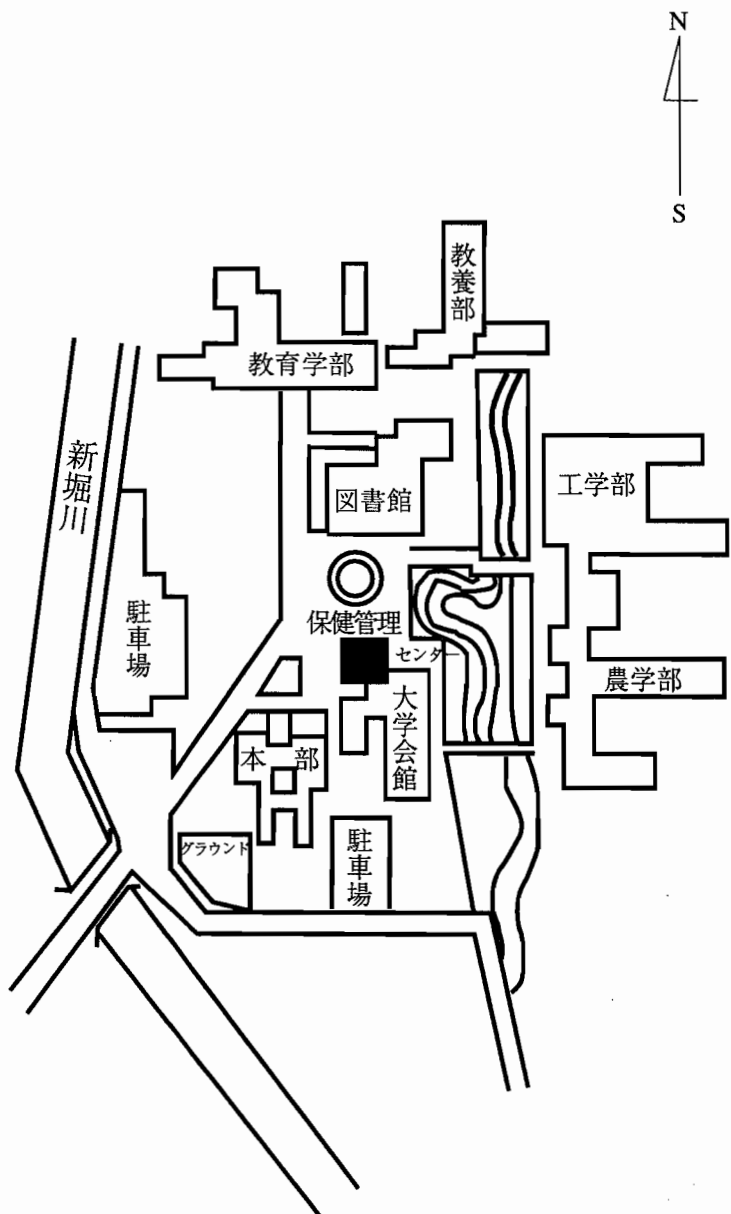 N
S
教養部
教育学部
新堀川
図書館
工学部
駐車場
保健管理
センター
農学部
大学会館
本部
グラウンド
駐車場